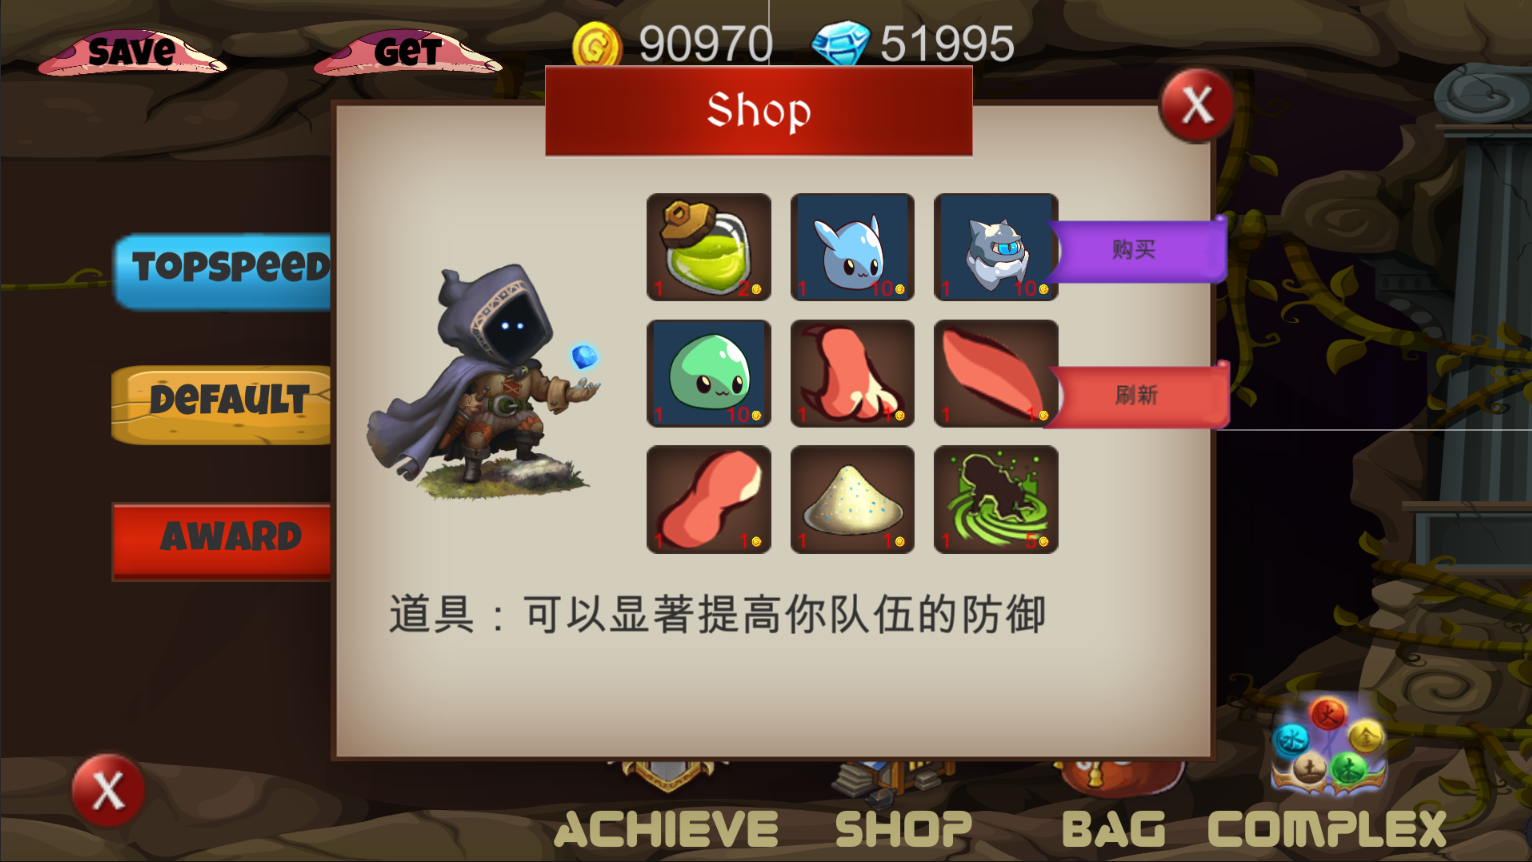 SAVE
GET
90970
51995
Shop
X
TOPSPEED
DEFAULT
AWARD
1 2
1 10
1 10
购买
1 10
1 1
1 1
刷新
1 1
1 1
1 5
道具：可以显著提高你队伍的防御
火
水
金
土
木
X
ACHIEVE
SHOP
BAG
COMPLEX